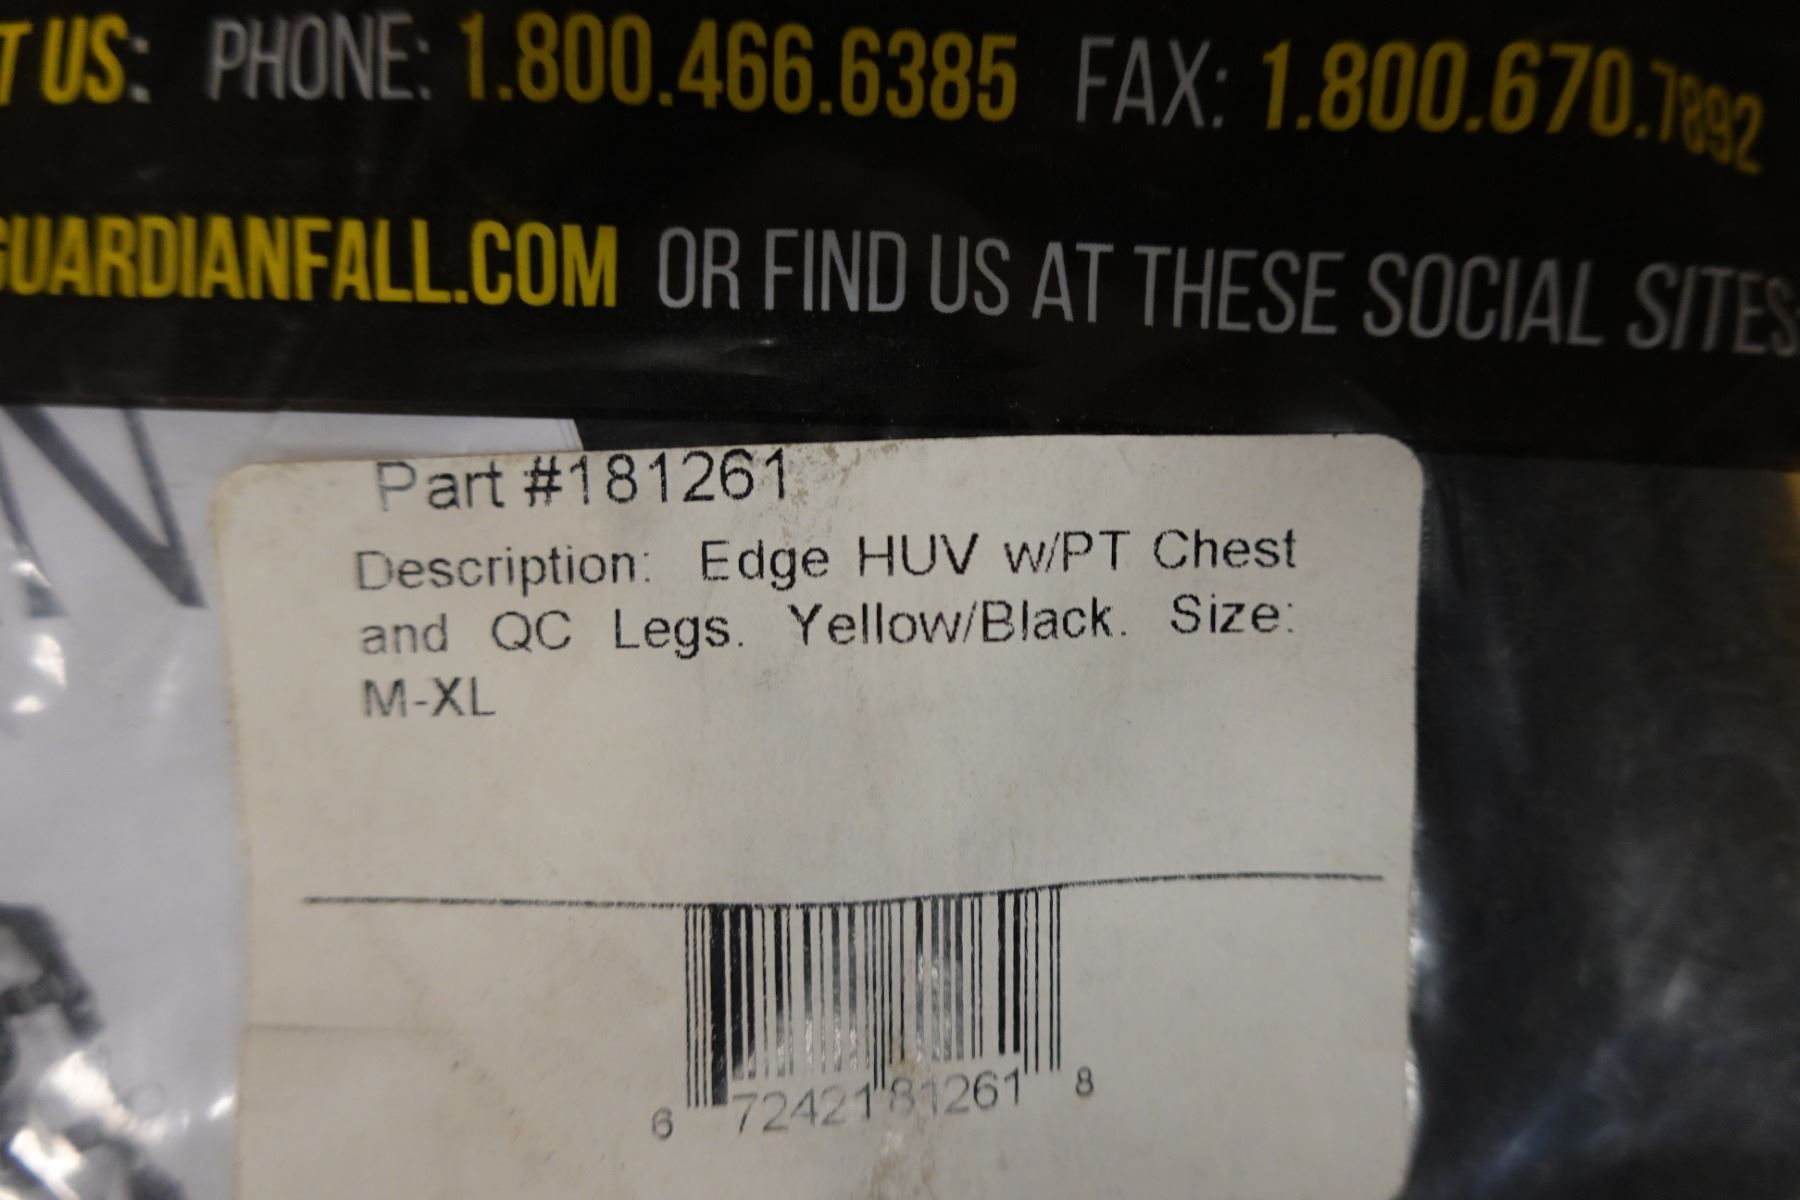 T US: PHONE: 1.800.466.6385 FAX: 1.800.670.7892
GUARDIANFALL.COM OR FIND US AT THESE SOCIAL SITES
Part #181261
Description: Edge HUV w/PT Chest
and QC Legs. Yellow/Black. Size:
M-XL
6 72421 81261 8